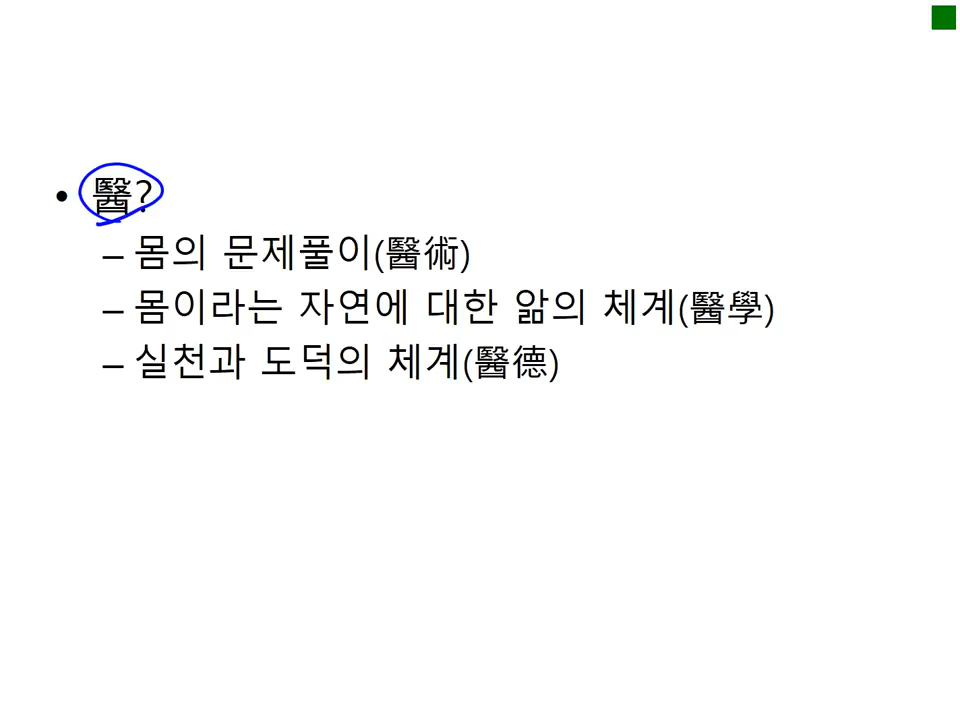 • 醫?
– 몸의 문제풀이(醫術)
– 몸이라는 자연에 대한 앎의 체계(醫學)
– 실천과 도덕의 체계(醫德)